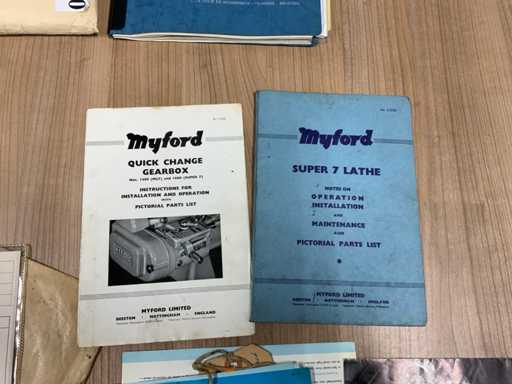 Myford
QUICK CHANGE
GEARBOX
INSTRUCTIONS FOR
INSTALLATION AND OPERATION
WITH
PICTORIAL PARTS LIST
MYFORD LIMITED
BEESTON · NOTTINGHAM · ENGLAND
Myford
SUPER 7 LATHE
NOTES ON
OPERATION
INSTALLATION
AND
MAINTENANCE
AND
PICTORIAL PARTS LIST
MYFORD LIMITED
BEESTON · NOTTINGHAM · ENGLAND